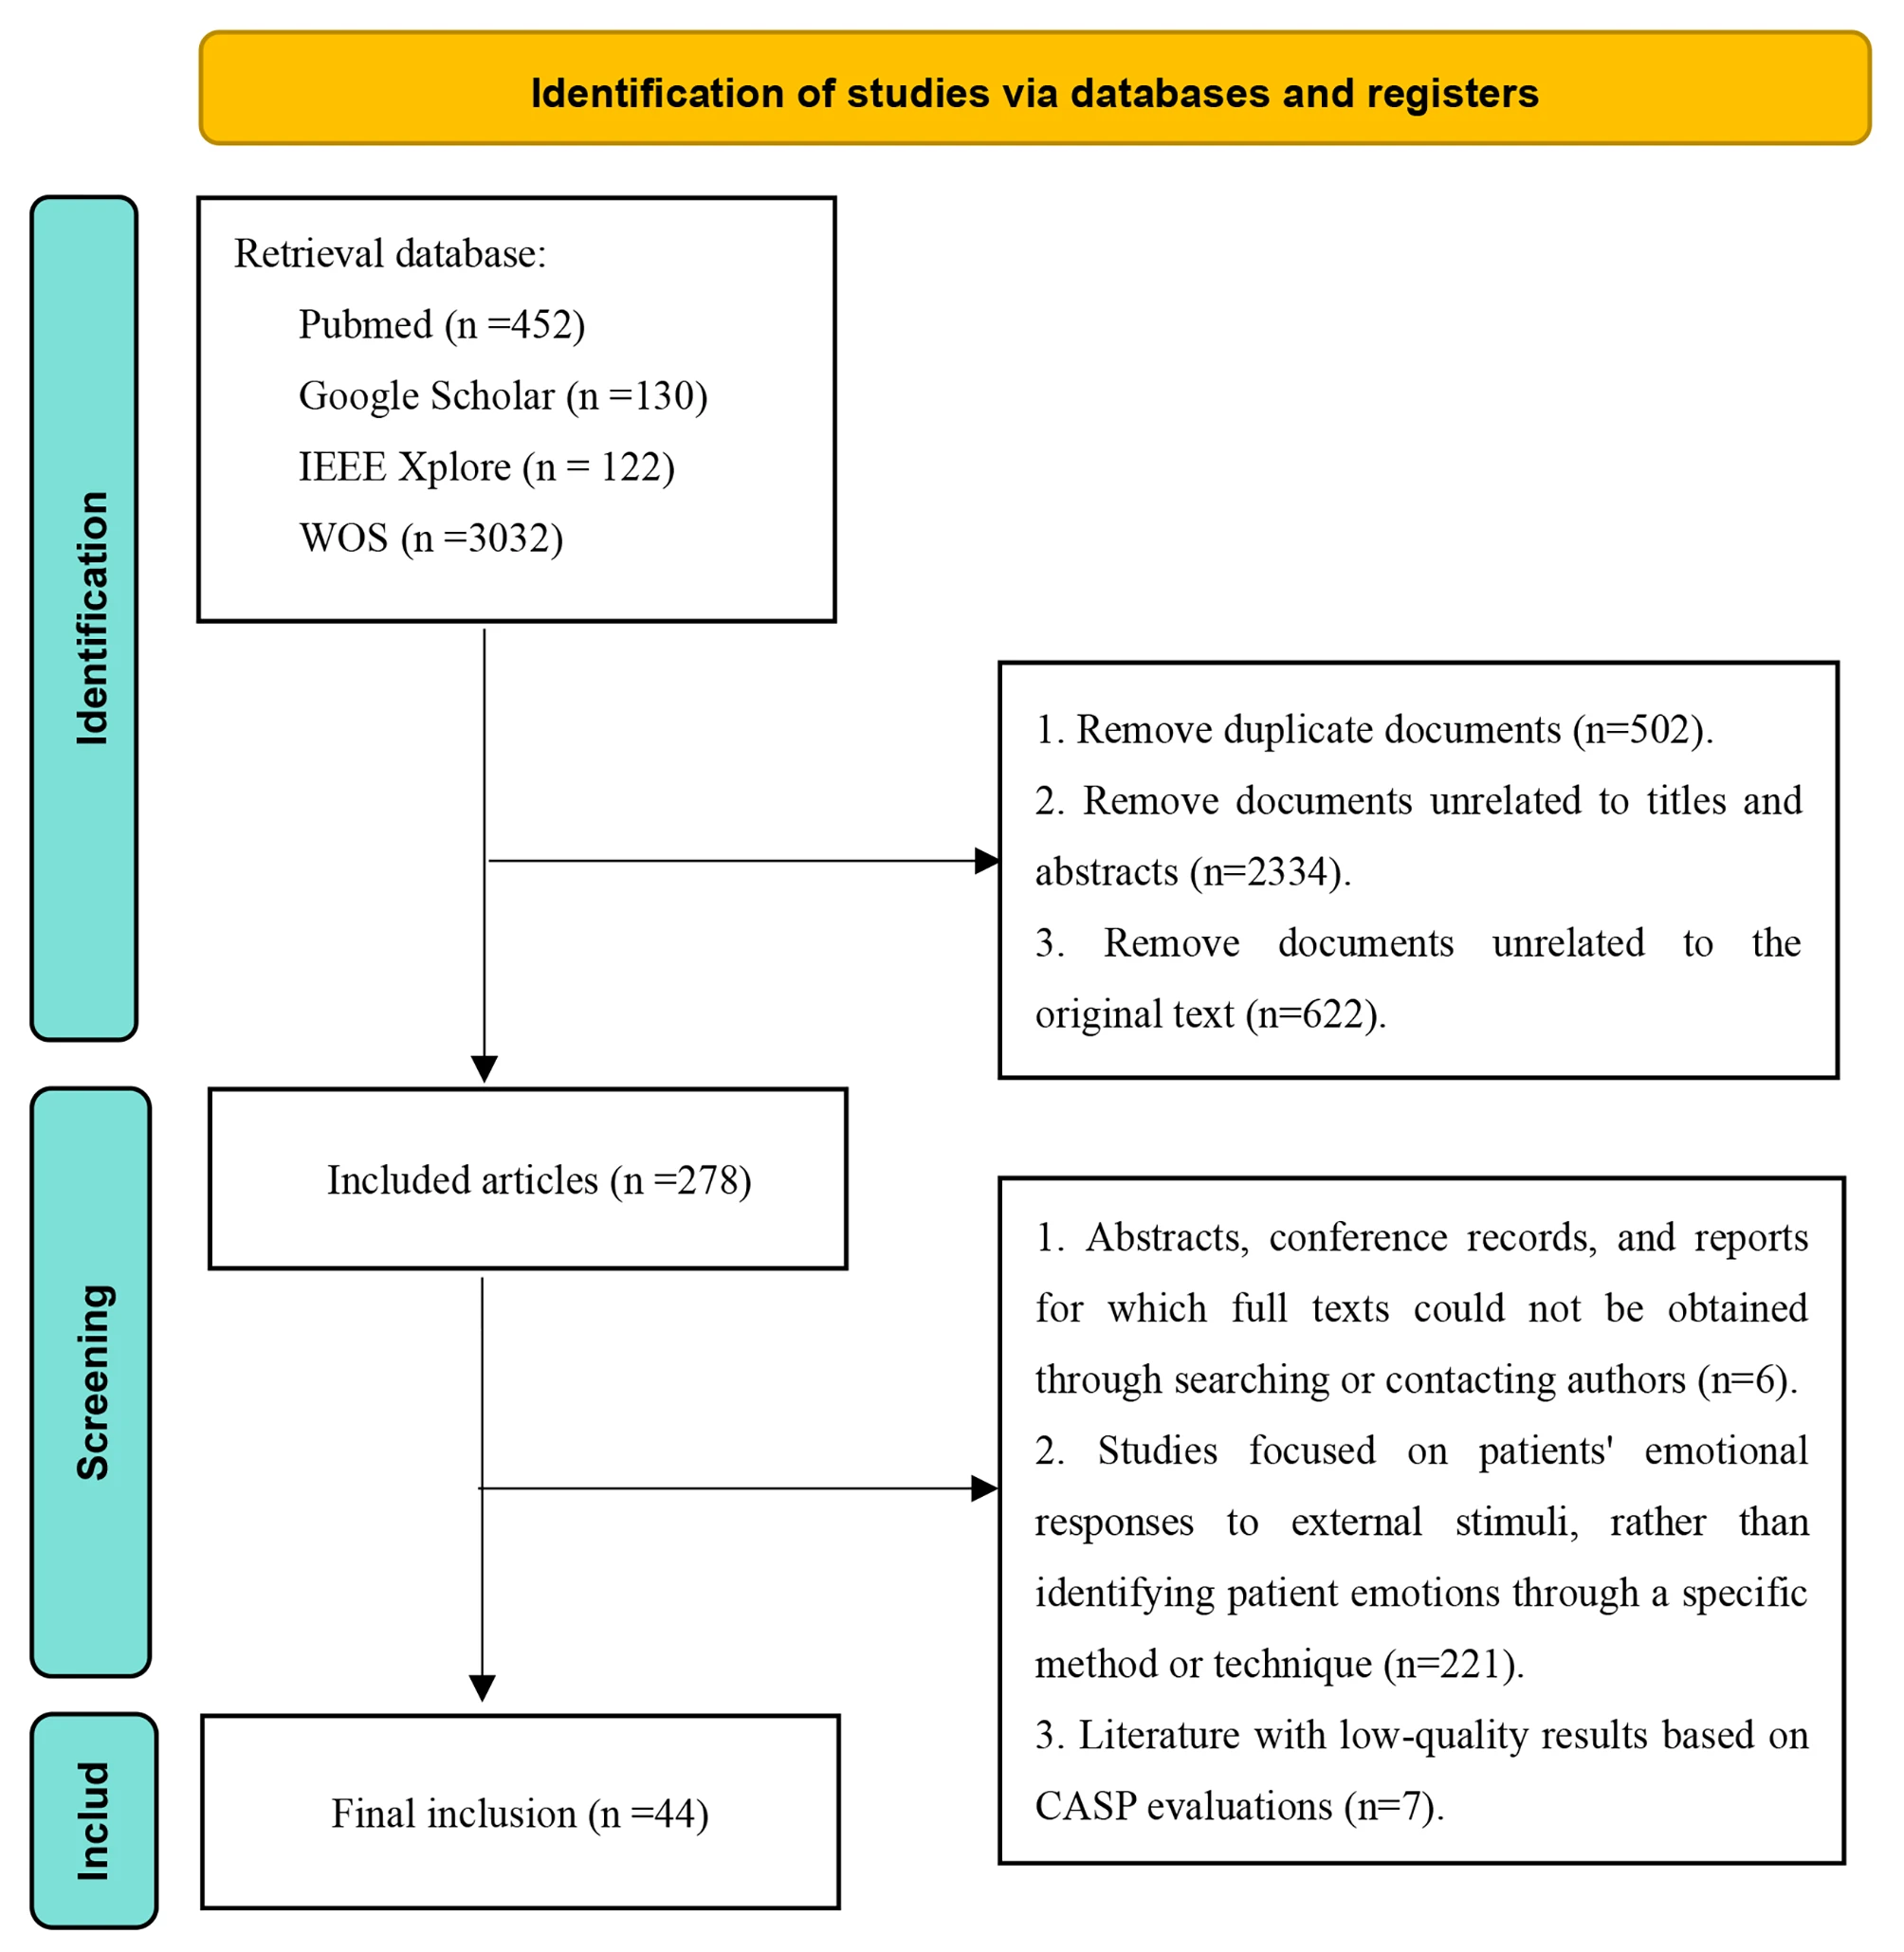 Identification of studies via databases and registers
Identification
Retrieval database:
Pubmed (n =452)
Google Scholar (n =130)
IEEE Xplore (n = 122)
WOS (n =3032)
1. Remove duplicate documents (n=502).
2. Remove documents unrelated to titles and
abstracts (n=2334).
3. Remove documents unrelated to the
original text (n=622).
Screening
Included articles (n =278)
1. Abstracts, conference records, and reports
for which full texts could not be obtained
through searching or contacting authors (n=6).
2. Studies focused on patients' emotional
responses to external stimuli, rather than
identifying patient emotions through a specific
method or technique (n=221).
3. Literature with low-quality results based on
CASP evaluations (n=7).
Includ
Final inclusion (n =44)